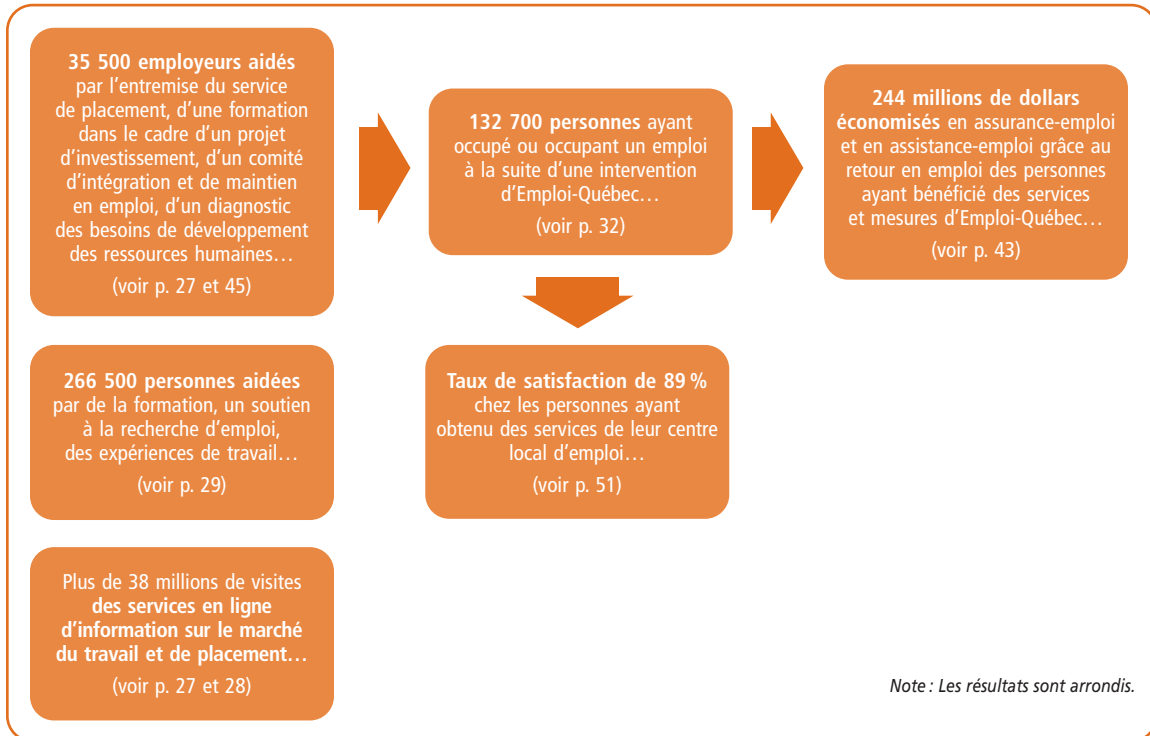 35 500 employeurs aidés
par l’entremise du service
de placement, d’une formation
dans le cadre d’un projet
d’investissement, d’un comité
d’intégration et de maintien
en emploi, d’un diagnostic
des besoins de développement
des ressources humaines…
(voir p. 27 et 45)
132 700 personnes ayant
occupé ou occupant un emploi
à la suite d’une intervention
d’Emploi-Québec…
(voir p. 32)
244 millions de dollars
économisés en assurance-emploi
et en assistance-emploi grâce au
retour en emploi des personnes
ayant bénéficié des services
et mesures d’Emploi-Québec…
(voir p. 43)
266 500 personnes aidées
par de la formation, un soutien
à la recherche d’emploi,
des expériences de travail…
(voir p. 29)
Taux de satisfaction de 89 %
chez les personnes ayant
obtenu des services de leur centre
local d’emploi…
(voir p. 51)
Plus de 38 millions de visites
des services en ligne
d’information sur le marché
du travail et de placement…
(voir p. 27 et 28)
Note : Les résultats sont arrondis.